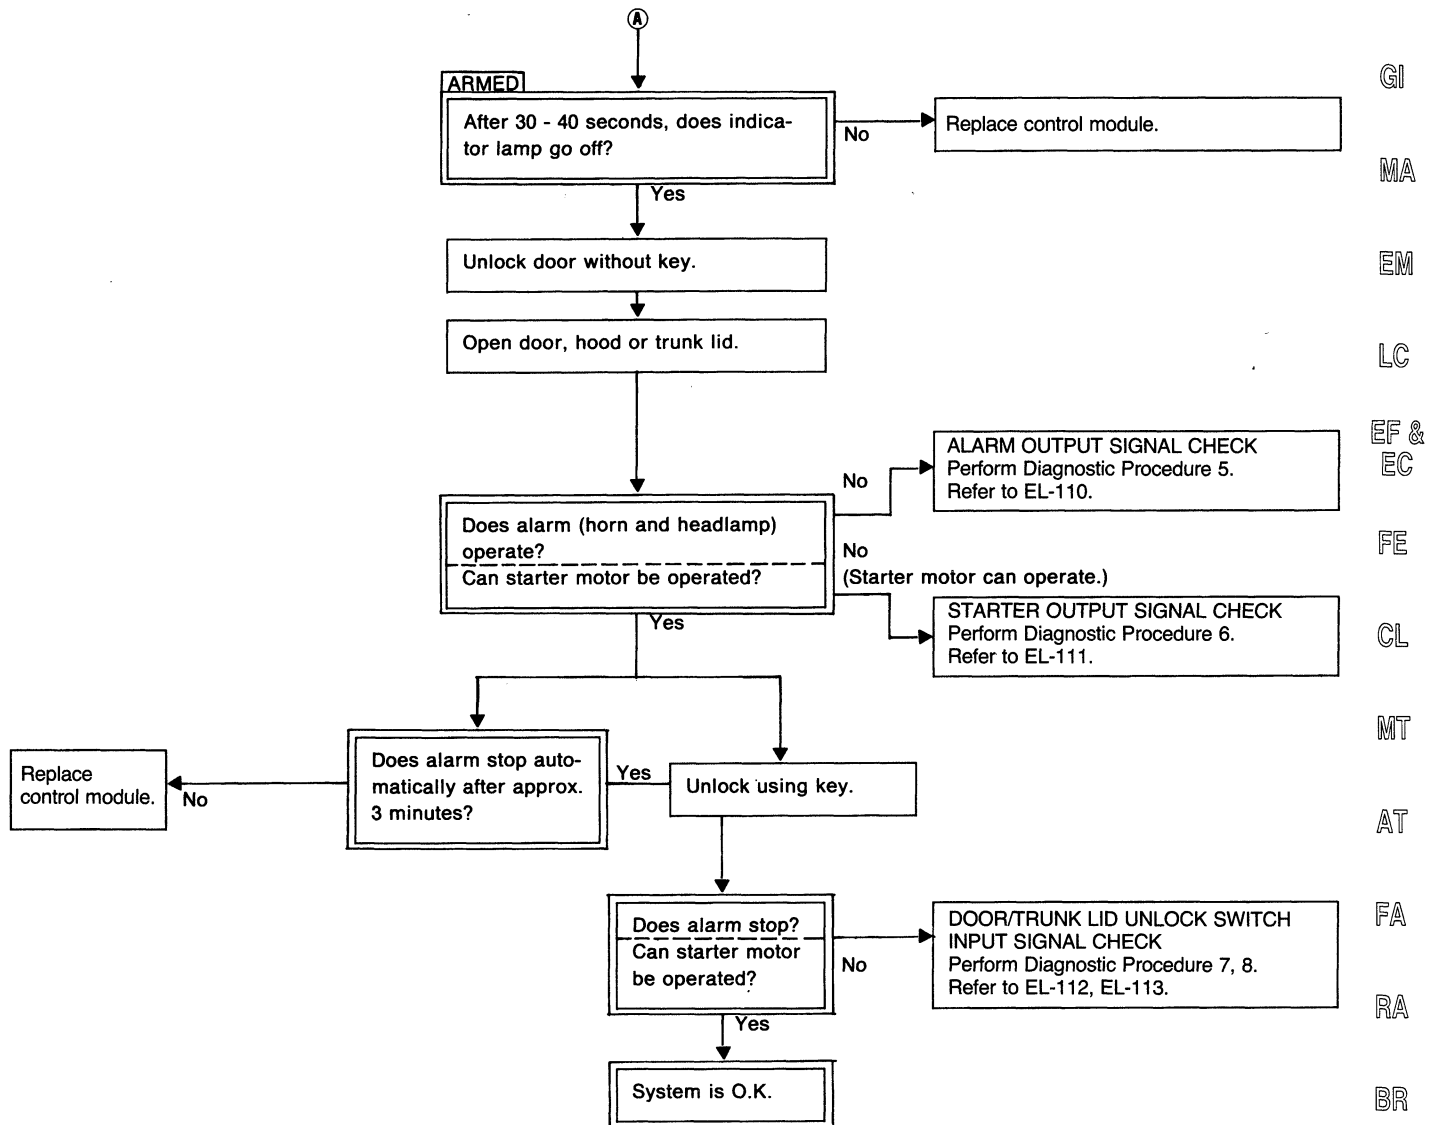 A
ARMED
After 30 - 40 seconds, does indica-
tor lamp go off?
No
Replace control module.
Yes
Unlock door without key.
Open door, hood or trunk lid.
Does alarm (horn and headlamp)
operate?
Can starter motor be operated?
No
ALARM OUTPUT SIGNAL CHECK
Perform Diagnostic Procedure 5.
Refer to EL-110.
No
(Starter motor can operate.)
STARTER OUTPUT SIGNAL CHECK
Perform Diagnostic Procedure 6.
Refer to EL-111.
Yes
Does alarm stop auto-
matically after approx.
3 minutes?
No
Replace
control module.
Yes
Unlock using key.
Does alarm stop?
Can starter motor
be operated?
No
DOOR/TRUNK LID UNLOCK SWITCH
INPUT SIGNAL CHECK
Perform Diagnostic Procedure 7, 8.
Refer to EL-112, EL-113.
Yes
System is O.K.
GI
MA
EM
LC
EF &
EC
FE
CL
MT
AT
FA
RA
BR